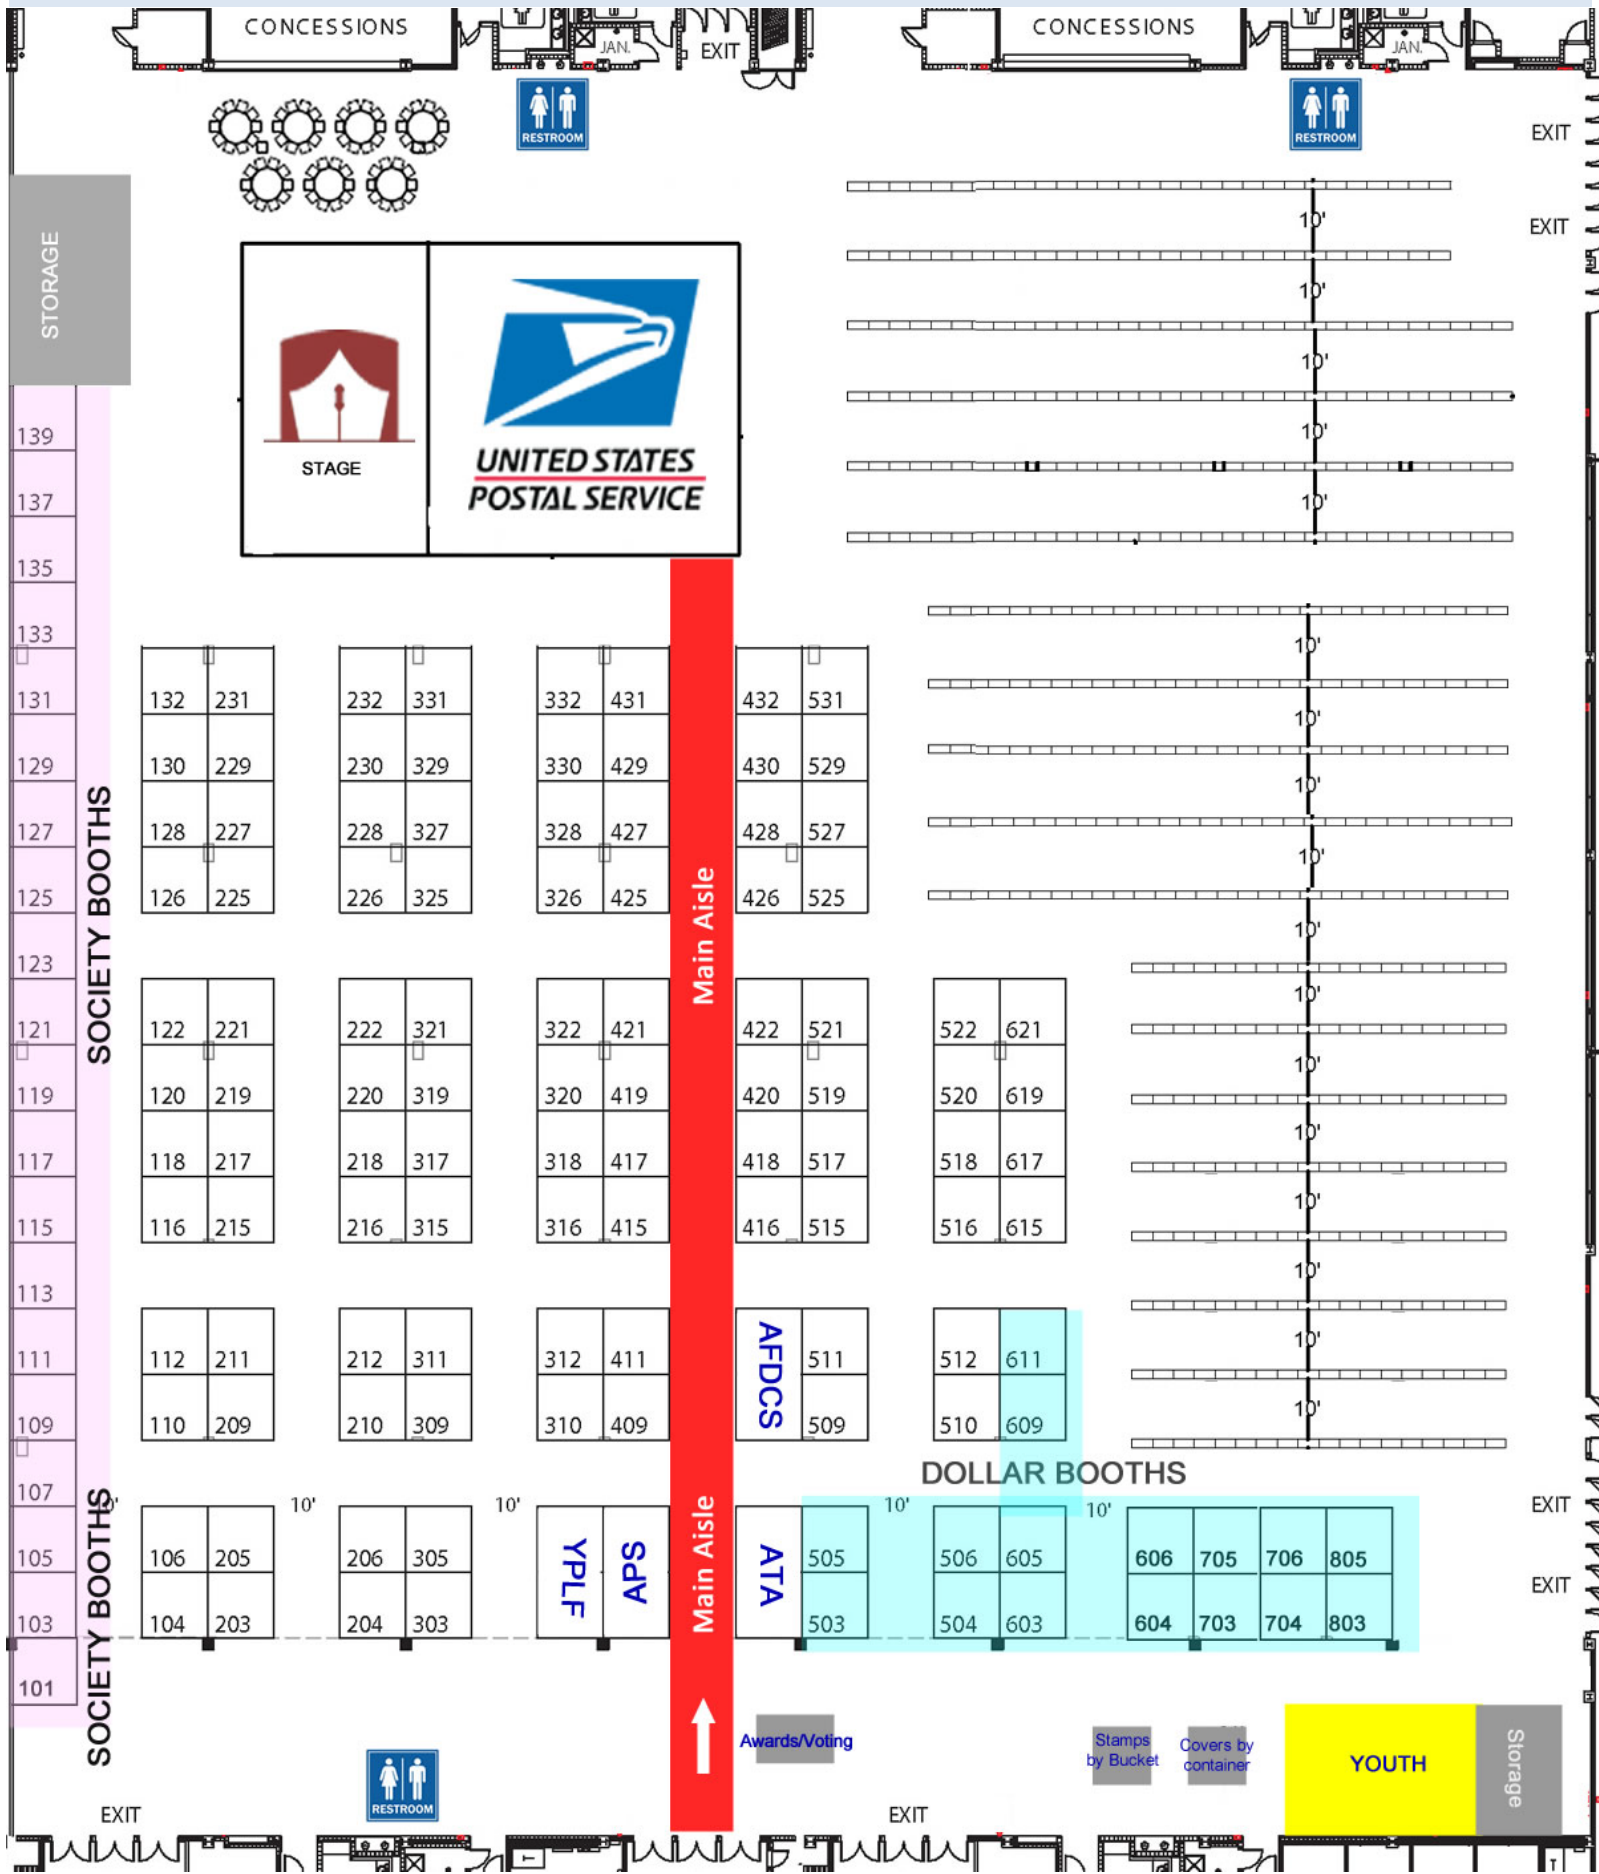 CONCESSIONS
JAN.
EXIT
CONCESSIONS
JAN.
RESTROOM
RESTROOM
EXIT
EXIT
STORAGE
STAGE
UNITED STATES
POSTAL SERVICE
10'
10'
10'
10'
10'
139
137
135
133
131
129
127
125
123
121
119
117
115
113
111
109
107
105
103
101
SOCIETY BOOTHS
SOCIETY BOOTHS
132 231 232 331 332 431 432 531
130 229 230 329 330 429 430 529
128 227 228 327 328 427 428 527
126 225 226 325 326 425 426 525
Main Aisle
122 221 222 321 322 421 422 521 522 621
120 219 220 319 320 419 420 519 520 619
118 217 218 317 318 417 418 517 518 617
116 215 216 315 316 415 416 515 516 615
10'
10'
10'
10'
10'
10'
10'
10'
10'
10'
10'
10'
112 211 212 311 312 411 AFDCS 511 512 611
110 209 210 309 310 409 509 510 609
DOLLAR BOOTHS
10' 10' 10' 10' 10'
EXIT
106 205 206 305 YPLF APS Main Aisle ATA 505 506 605 606 705 706 805
104 203 204 303 503 504 603 604 703 704 803
EXIT
Awards/Voting
Stamps
by Bucket
Covers by
container
YOUTH
Storage
RESTROOM
EXIT
EXIT